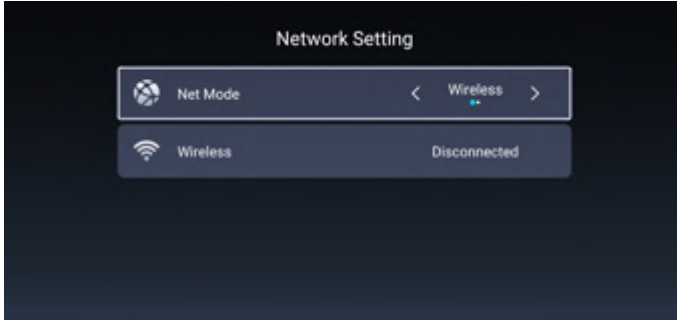 Network Setting
Net Mode < Wireless >
Wireless Disconnected